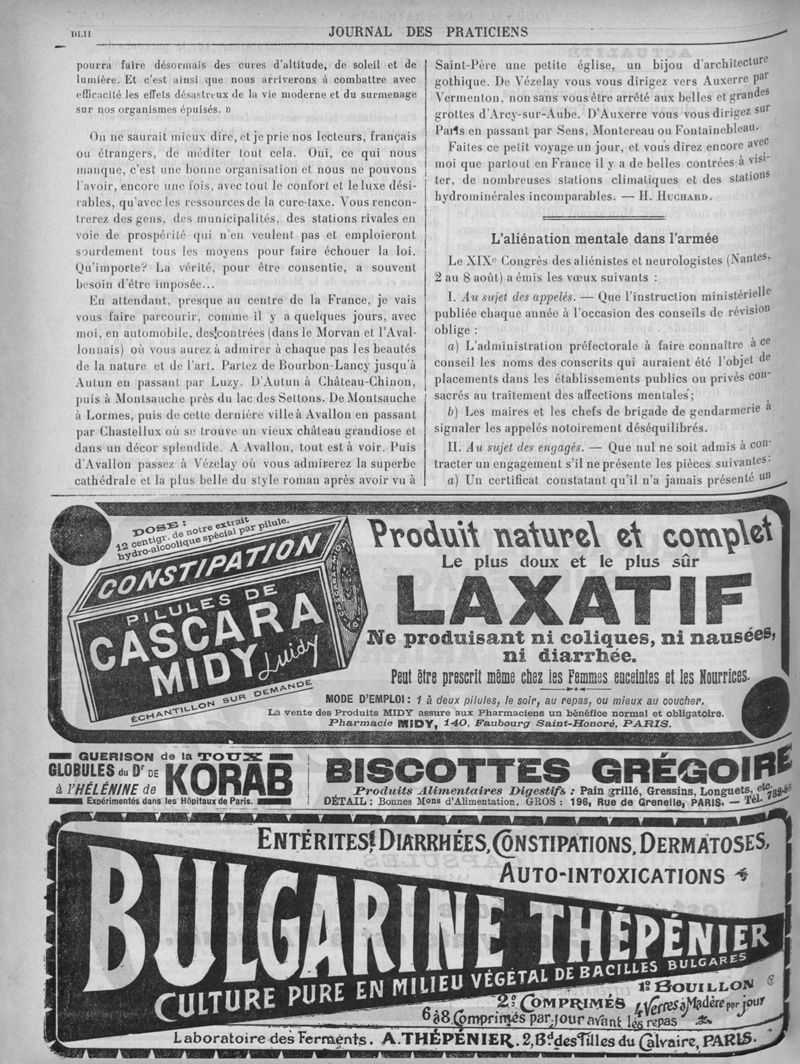 DLII
JOURNAL DES PRATICIENS
pourra faire désormais des cures d'altitude, de soleil et de
lumière. Et c'est ainsi que nous arriverons à combattre avec
efficacité les effets désastreux de la vie moderne et du surmenage
sur nos organismes épuisés. »
On ne saurait mieux dire, et je prie nos lecteurs, français
ou étrangers, de méditer tout cela. Oui, ce qui nous
manque, c'est une bonne organisation et nous ne pouvons
l'avoir, encore une fois, avec tout le confort et le luxe dési-
rables, qu'avec les ressources de la cure-taxe. Vous rencon-
trerez des gens, des municipalités, des stations rivales en
voie de prospérité qui n'en veulent pas et emploieront
sourdement tous les moyens pour faire échouer la loi.
Qu'importe? La vérité, pour être consentie, a souvent
besoin d'être imposée...
En attendant, presque au centre de la France, je vais
vous faire parcourir, comme il y a quelques jours, avec
moi, en automobile, des contrées (dans le Morvan et l'Aval-
lonnais) où vous aurez à admirer à chaque pas les beautés
de la nature et de l'art. Partez de Bourbon-Lancy jusqu'à
Autun en passant par Luzy. D'Autun à Château-Chinon,
puis à Montsauche près du lac des Settons. De Montsauche
à Lormes, puis de cette dernière ville à Avallon en passant
par Chastellux où se trouve un vieux château grandiose et
dans un décor splendide. A Avallon, tout est à voir. Puis
d'Avallon passez à Vézelay où vous admirerez la superbe
cathédrale et la plus belle du style roman après avoir vu à
Saint-Père une petite église, un bijou d'architecture
gothique. De Vézelay vous vous dirigez vers Auxerre par
Vermenton, non sans vous être arrêté aux belles et grandes
grottes d'Arcy-sur-Aube. D'Auxerre vous vous dirigez sur
Paris en passant par Sens, Montereau ou Fontainebleau.
Faites ce petit voyage un jour, et vous direz encore avec
moi que partout en France il y a de belles contrées à visi-
ter, de nombreuses stations climatiques et des stations
hydrominérales incomparables. — H. HUCHARD.
L'aliénation mentale dans l'armée
Le XIXe Congrès des aliénistes et neurologistes (Nantes,
2 au 8 août) a émis les vœux suivants :
I. Au sujet des appelés. — Que l'instruction ministérielle
publiée chaque année à l'occasion des conseils de révision
oblige :
a) L'administration préfectorale à faire connaître à ce
conseil les noms des conscrits qui auraient été l'objet de
placements dans les établissements publics ou privés con-
sacrés au traitement des affections mentales;
b) Les maires et les chefs de brigade de gendarmerie à
signaler les appelés notoirement déséquilibrés.
II. Au sujet des engagés. — Que nul ne soit admis à con-
tracter un engagement s'il ne présente les pièces suivantes:
a) Un certificat constatant qu'il n'a jamais présenté un
DOSE :
12 centigr. de notre extrait
hydro-alcoolique spécial par pilule.
CONSTIPATION
PILULES DE
CASCARA
MIDY
Midy
ÉCHANTILLON SUR DEMANDE
Produit naturel et complet
Le plus doux et le plus sûr
LAXATIF
Ne produisant ni coliques, ni nausées,
ni diarrhée.
Peut être prescrit même chez les Femmes enceintes et les Nourrices.
MODE D'EMPLOI : 1 à deux pilules, le soir, au repas, ou mieux au coucher.
La vente des Produits MIDY assure aux Pharmaciens un bénéfice normal et obligatoire.
Pharmacie MIDY, 140, Faubourg Saint-Honoré, PARIS.
GUERISON de la TOUX
GLOBULES du Dr DE
à l'HÉLÉNINE de
KORAB
Expérimentés dans les Hôpitaux de Paris.
BISCOTTES GRÉGOIRE
Produits Alimentaires Digestifs : Pain grillé, Gressins, Longuets, etc.
DÉTAIL : Bonnes Mons d'Alimentation. GROS : 196, Rue de Grenelle, PARIS. — Tél.
ENTÉRITES, DIARRHÉES, CONSTIPATIONS, DERMATOSES,
AUTO-INTOXICATIONS
BULGARINE THÉPÉNIER
CULTURE PURE EN MILIEU VÉGÉTAL DE BACILLES BULGARES
1º BOUILLON
4 Verres à Madère par jour
2º COMPRIMÉS
6 à 8 Comprimés par jour avant les repas
Laboratoire des Ferments. A. THÉPÉNIER. 2, Bd des Filles du Calvaire, PARIS.